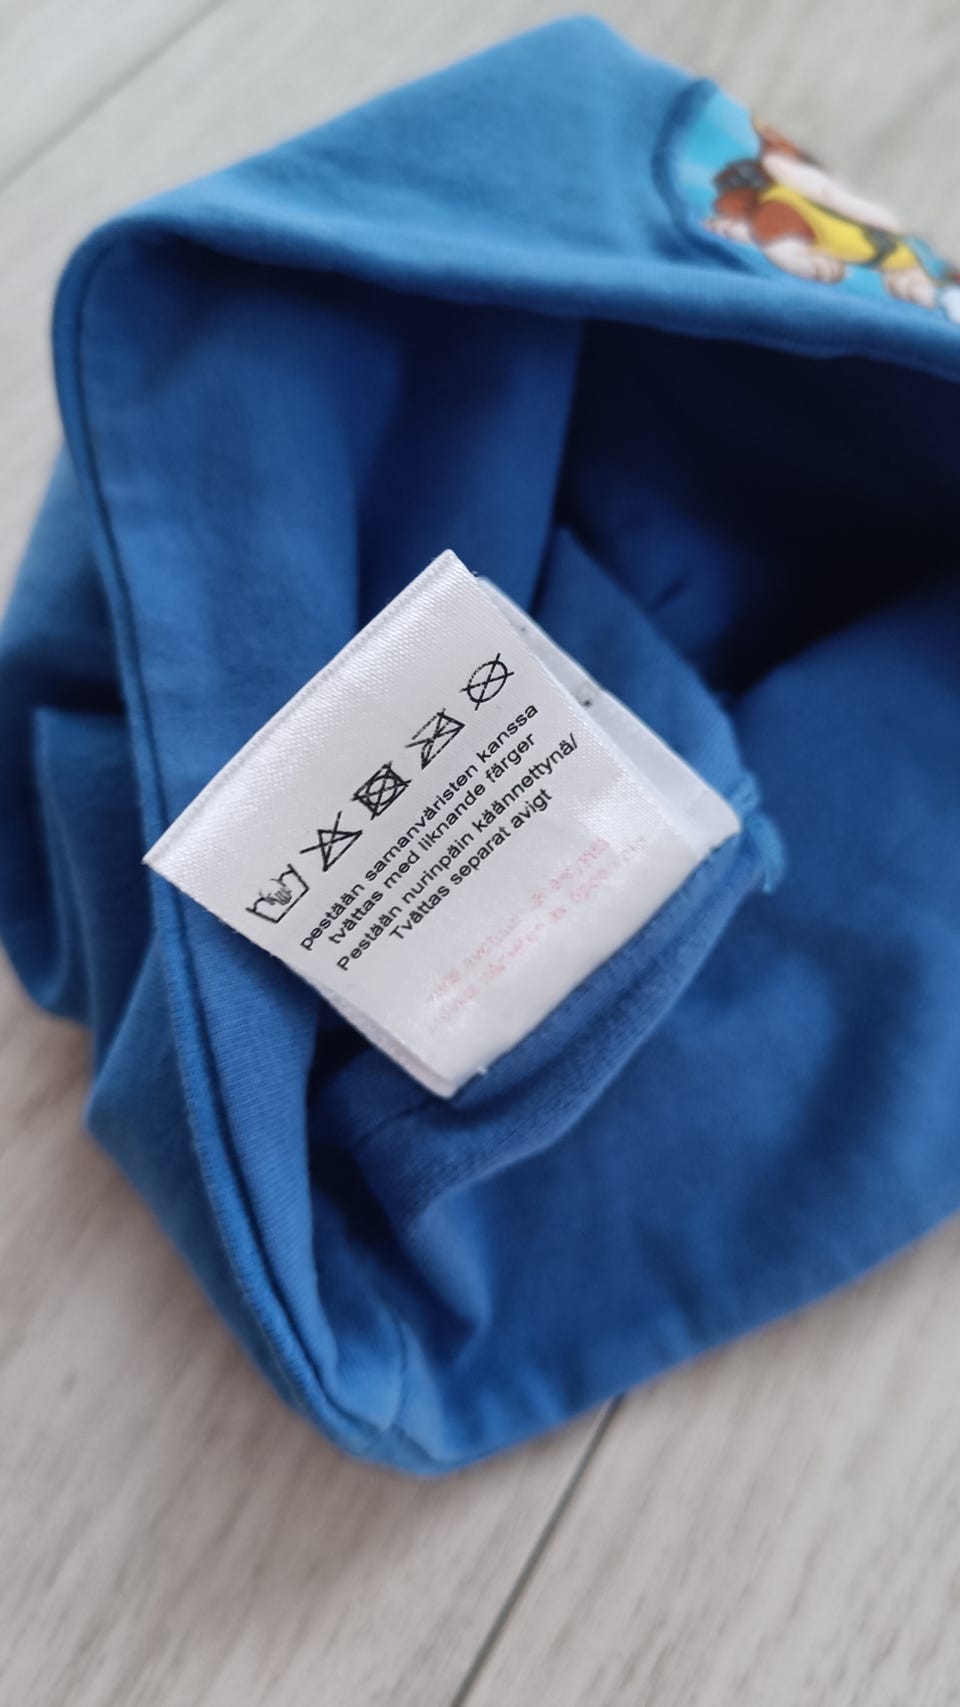 pestään samanväristen kanssa
tvättas med liknande färger
Pestään nurinpäin käännettynä/
Tvättas separat avigt